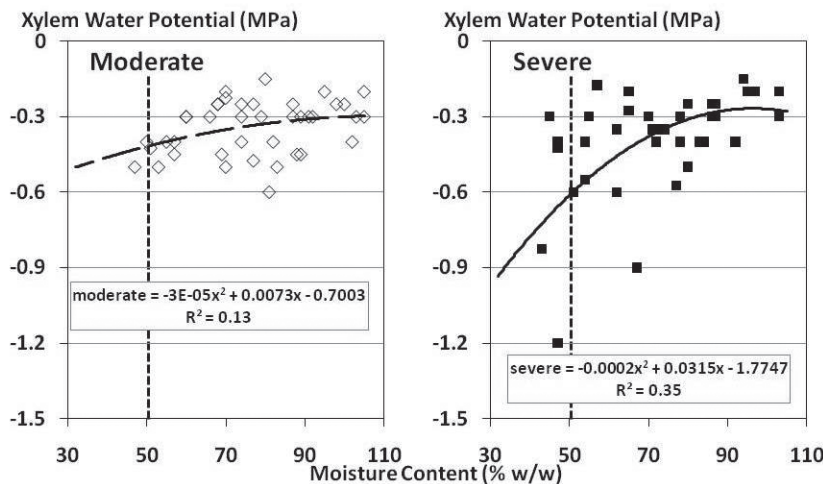 Xylem Water Potential (MPa)
0
-0.3
-0.6
-0.9
-1.2
-1.5
Moderate
moderate = -3E-05x² + 0.0073x - 0.7003
R² = 0.13
30 50 70 90 110
Xylem Water Potential (MPa)
0
-0.3
-0.6
-0.9
-1.2
-1.5
Severe
severe = -0.0002x² + 0.0315x - 1.7747
R² = 0.35
30 50 70 90 110
Moisture Content (% w/w)